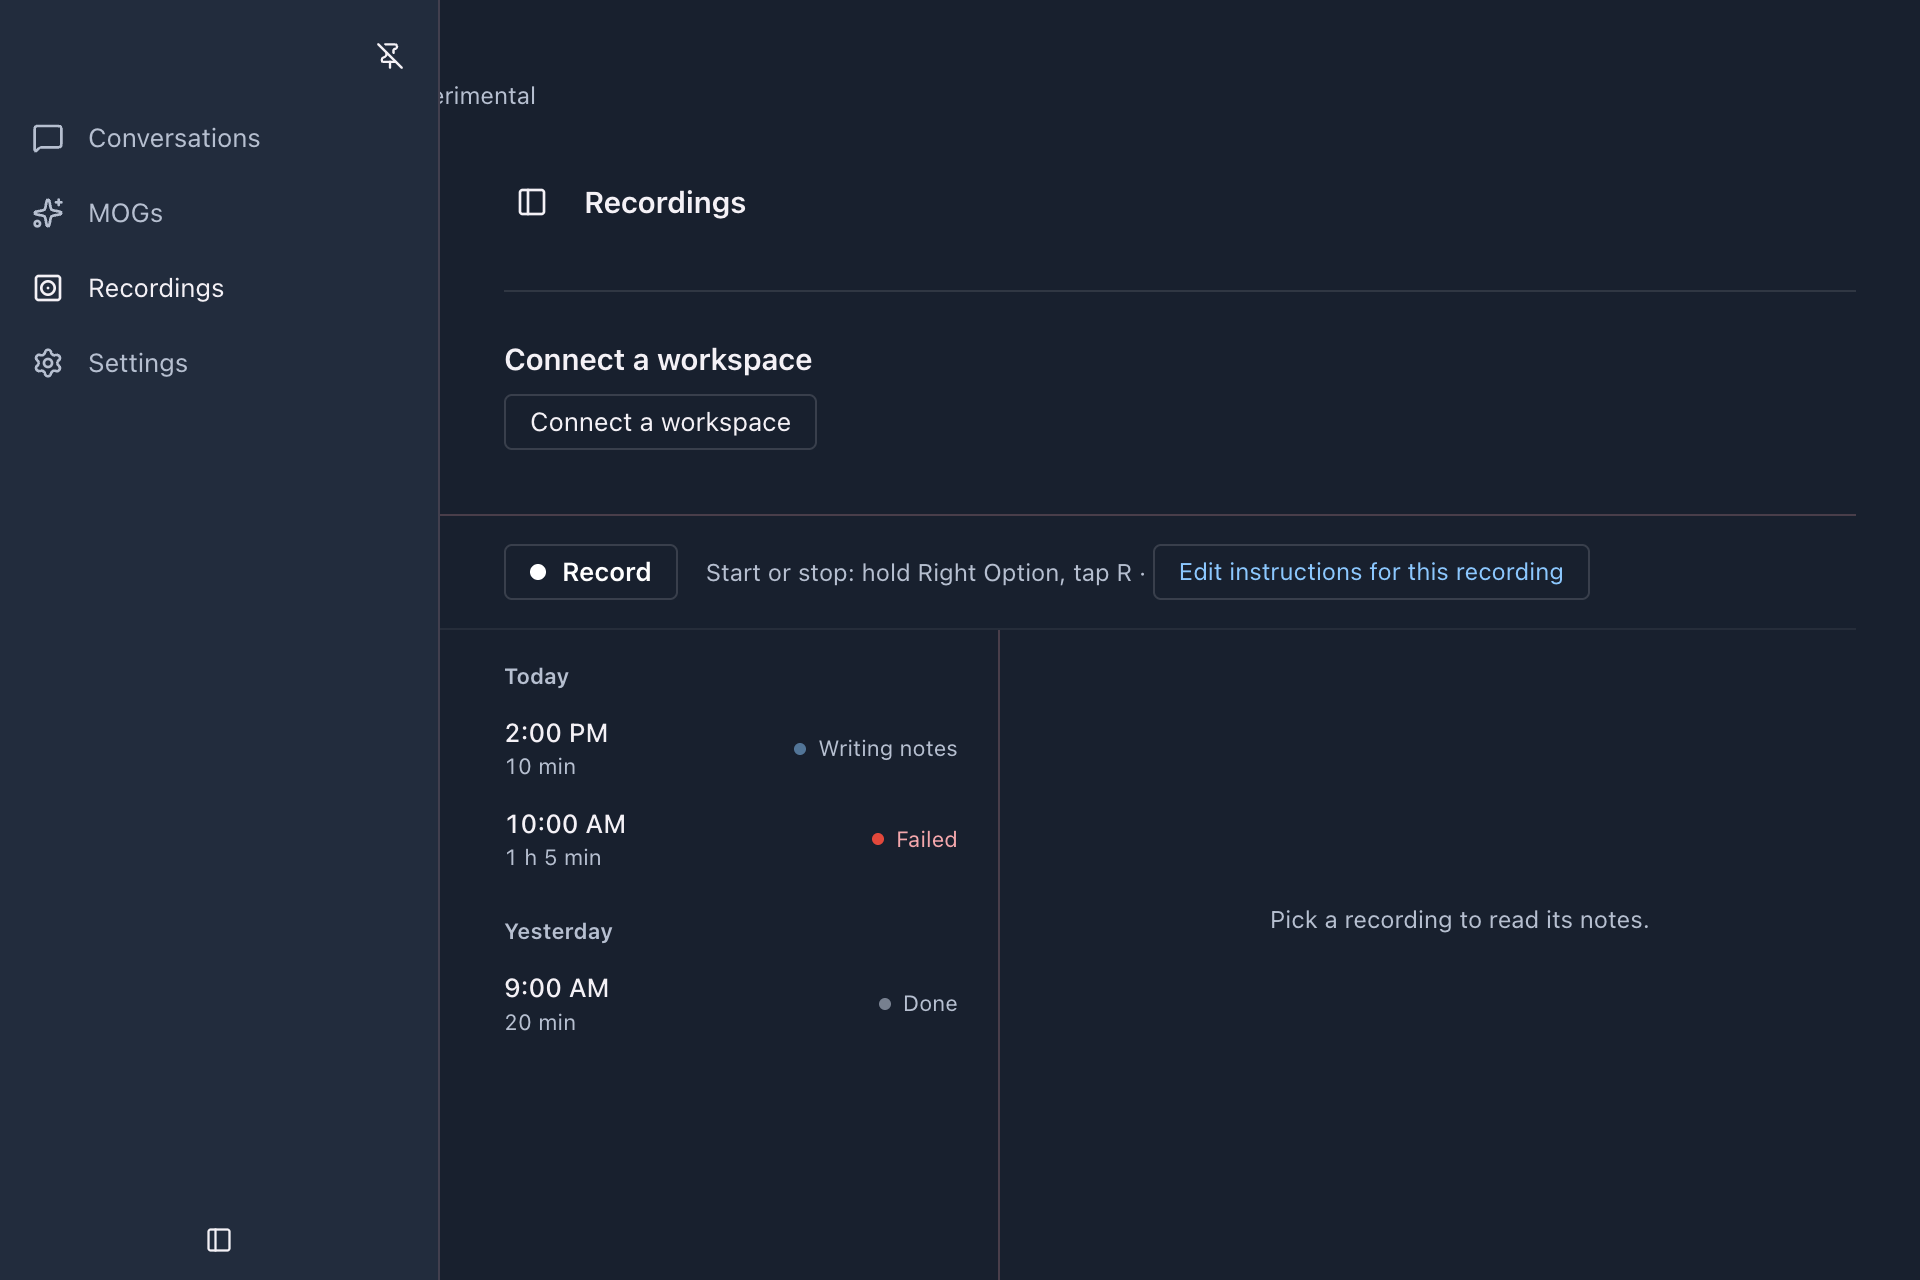 Conversations
MOGs
Recordings
Settings
erimental
Recordings
Connect a workspace
Connect a workspace
Record
Start or stop: hold Right Option, tap R ·
Edit instructions for this recording
Today
2:00 PM
10 min
Writing notes
10:00 AM
1 h 5 min
Failed
Yesterday
9:00 AM
20 min
Done
Pick a recording to read its notes.